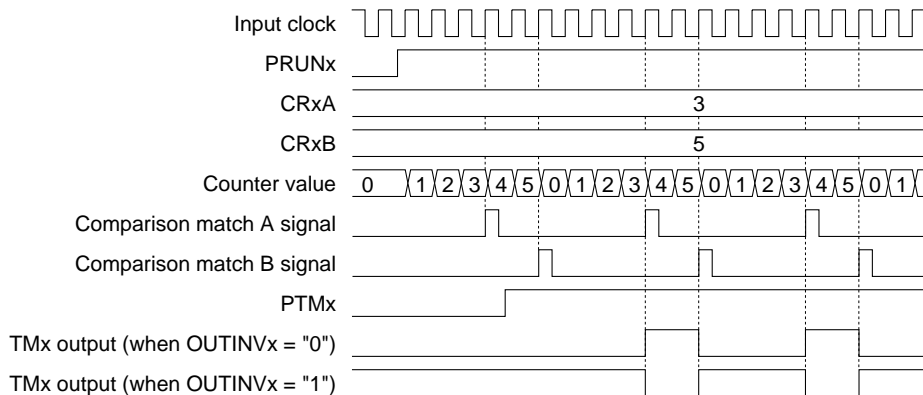 Input clock
PRUNx
CRxA 3
CRxB 5
Counter value 0 1 2 3 4 5 0 1 2 3 4 5 0 1 2 3 4 5 0 1
Comparison match A signal
Comparison match B signal
PTMx
TMx output (when OUTINVx = "0")
TMx output (when OUTINVx = "1")